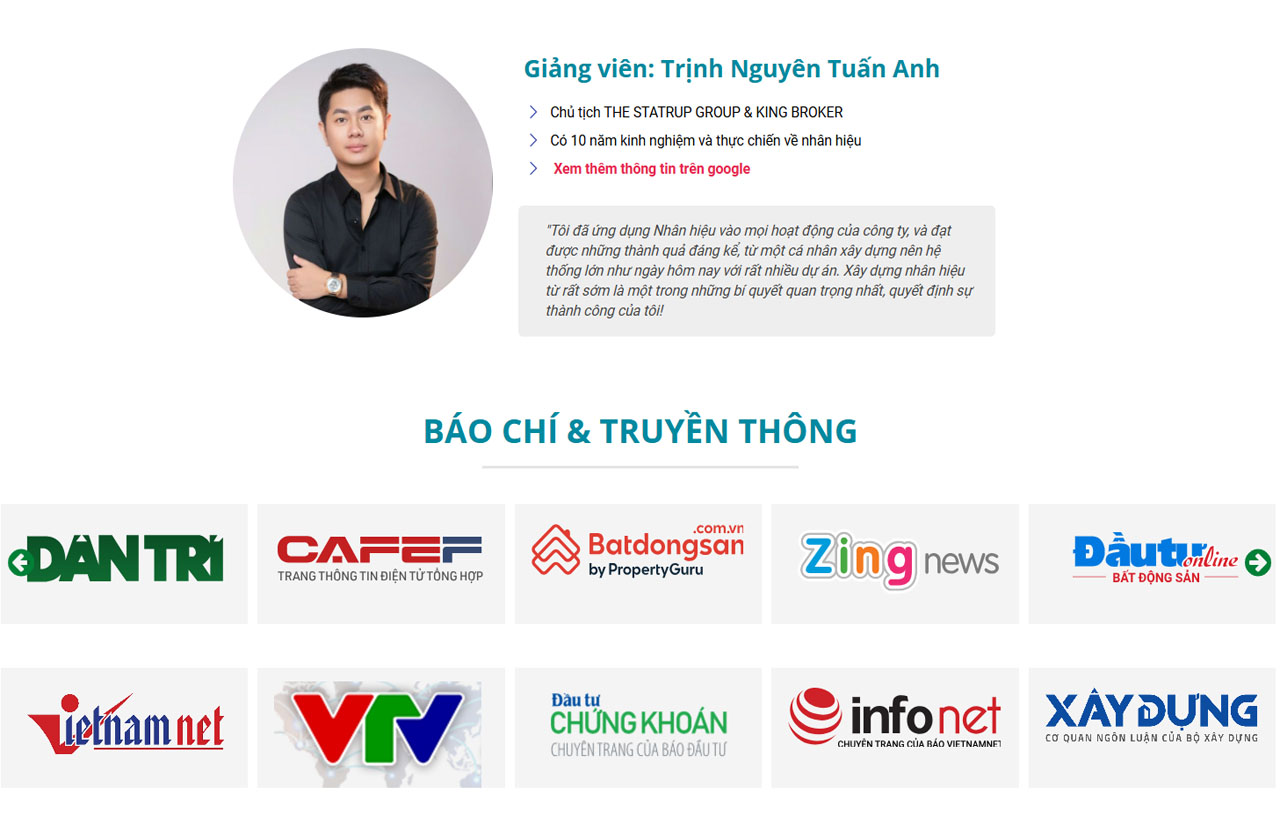 Giảng viên: Trịnh Nguyên Tuấn Anh
Chủ tịch THE STATRUP GROUP & KING BROKER
Có 10 năm kinh nghiệm và thực chiến về nhân hiệu
Xem thêm thông tin trên google
"Tôi đã ứng dụng Nhân hiệu vào mọi hoạt động của công ty, và đạt
được những thành quả đáng kể, từ một cá nhân xây dựng nên hệ
thống lớn như ngày hôm nay với rất nhiều dự án. Xây dựng nhân hiệu
từ rất sớm là một trong những bí quyết quan trọng nhất, quyết định sự
thành công của tôi!
BÁO CHÍ & TRUYỀN THÔNG
DÂN TRÍ
CAFEF
TRANG THÔNG TIN ĐIỆN TỬ TỔNG HỢP
.com.vn
Batdongsan
by PropertyGuru
Zing news
Đầu tư online
BẤT ĐỘNG SẢN
Vietnamnet
VTV
Đầu tư
CHỨNG KHOÁN
CHUYÊN TRANG CỦA BÁO ĐẦU TƯ
infonet
CHUYÊN TRANG CỦA BÁO VIETNAMNET
XÂY DỰNG
CƠ QUAN NGÔN LUẬN CỦA BỘ XÂY DỰNG